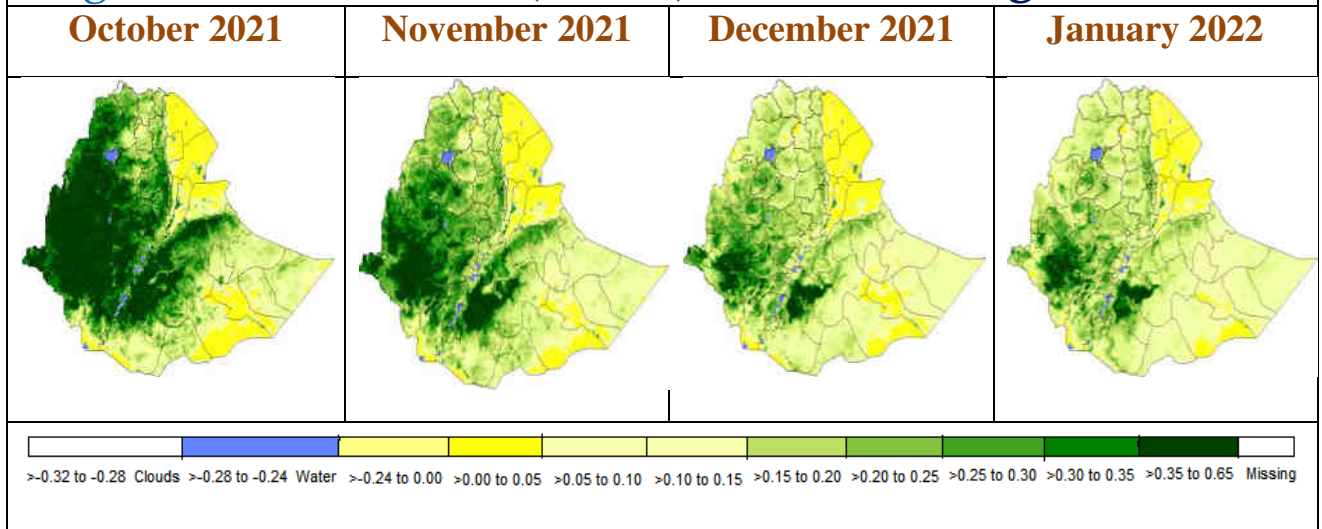 October 2021 November 2021 December 2021 January 2022
>-0.32 to -0.28 Clouds >-0.28 to -0.24 Water >-0.24 to 0.00 >0.00 to 0.05 >0.05 to 0.10 >0.10 to 0.15 >0.15 to 0.20 >0.20 to 0.25 >0.25 to 0.30 >0.30 to 0.35 >0.35 to 0.65 Missing